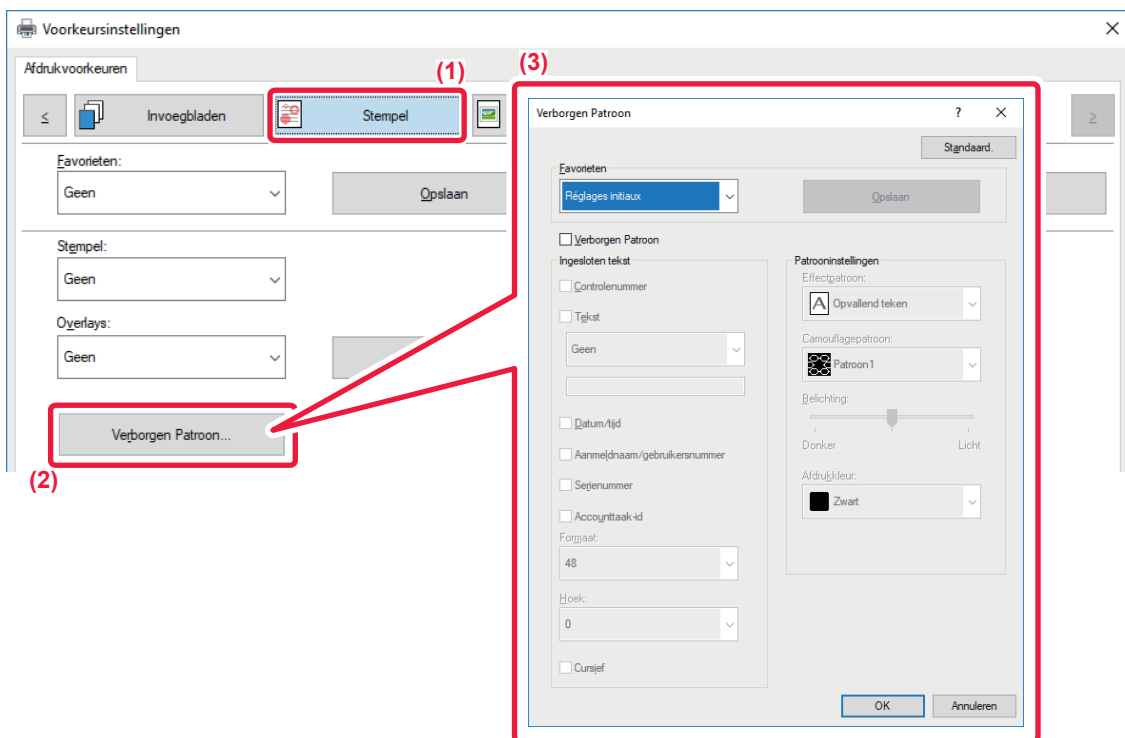 Voorkeursinstellingen
Afdrukvoorkeuren
(1)
<
Invoegbladen
Stempel
>
Favorieten:
Geen
Opslaan
Stempel:
Geen
Overlays:
Geen
Verborgen Patroon...
(2)
(3)
Verborgen Patroon
?
Standaard.
Favorieten
Réglages initiaux
Opslaan
Verborgen Patroon
Ingesloten tekst
Controlenummer
Tekst
Geen
Datum/tijd
Aanmeldnaam/gebruikersnummer
Serienummer
Accounttaak-id
Formaat:
48
Hoek:
0
Cursief
Patrooninstellingen
Effectpatroon:
A Opvallend teken
Camouflagepatroon:
Patroon1
Belichting:
Donker Licht
Afdrukkleur:
Zwart
OK Annuleren